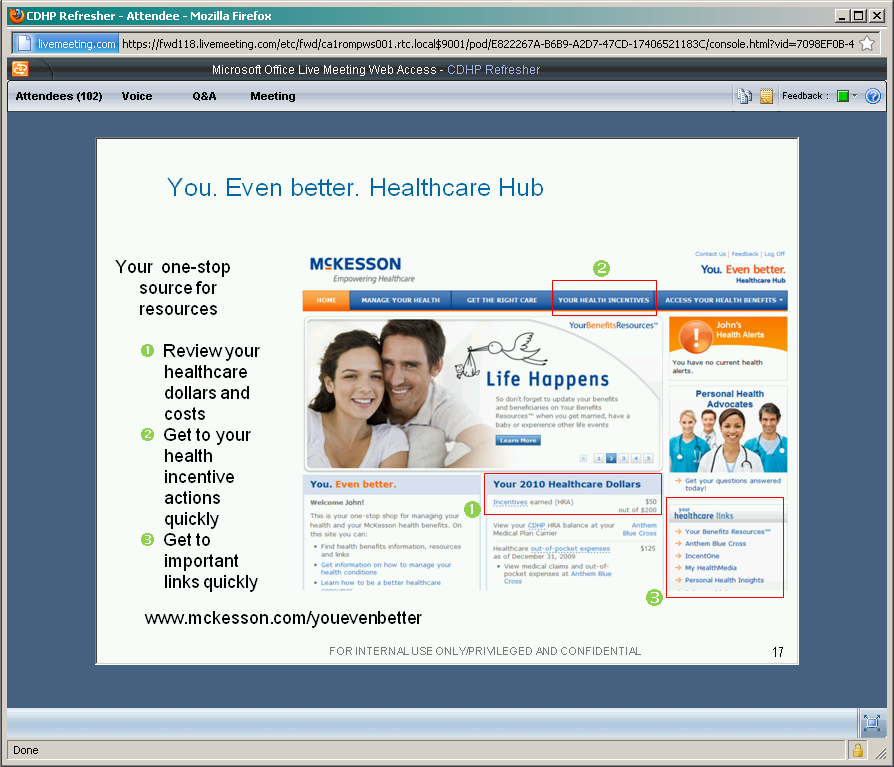 CDHP Refresher - Attendee - Mozilla Firefox
livemeeting.com https://fwd118.livemeeting.com/etc/fwd/ca1rompws001.rtc.local$9001/pod/E822267A-B6B9-A2D7-47CD-17406521183C/console.html?vid=7098EF0B-4
Microsoft Office Live Meeting Web Access - CDHP Refresher
Attendees (102) Voice Q&A Meeting Feedback :
You. Even better. Healthcare Hub
Your one-stop
source for
resources
1 Review your
healthcare
dollars and
costs
2 Get to your
health
incentive
actions
quickly
3 Get to
important
links quickly
www.mckesson.com/youevenbetter
MCKESSON
Empowering Healthcare
2
Contact Us | Feedback | Log Off
You. Even better.
Healthcare Hub
HOME MANAGE YOUR HEALTH GET THE RIGHT CARE YOUR HEALTH INCENTIVES ACCESS YOUR HEALTH BENEFITS
YourBenefitsResources™
Life Happens
So don't forget to update your benefits
and beneficiaries on Your Benefits
Resources™ when you get married, have a
baby or experience other life events
Learn More
1 2 3 4 5
John's
Health Alerts
You have no current health
alerts.
Personal Health
Advocates
Get your questions answered
today!
You. Even better.
Welcome John!
This is your one-stop shop for managing your
health and your McKesson health benefits. On
this site you can:
• Find health benefits information, resources
and links
• Get information on how to manage your
health conditions
• Learn how to be a better healthcare
1
Your 2010 Healthcare Dollars
Incentives earned (HRA) $50
out of $200
View your CDHP HRA balance at your Anthem
Medical Plan Carrier Blue Cross
Healthcare out-of-pocket expenses $125
as of December 31, 2009
• View medical claims and out-of-
pocket expenses at Anthem Blue
Cross
your
healthcare links
Your Benefits Resources™
Anthem Blue Cross
IncentOne
My HealthMedia
Personal Health Insights
3
FOR INTERNAL USE ONLY/PRIVILEGED AND CONFIDENTIAL
17
Done